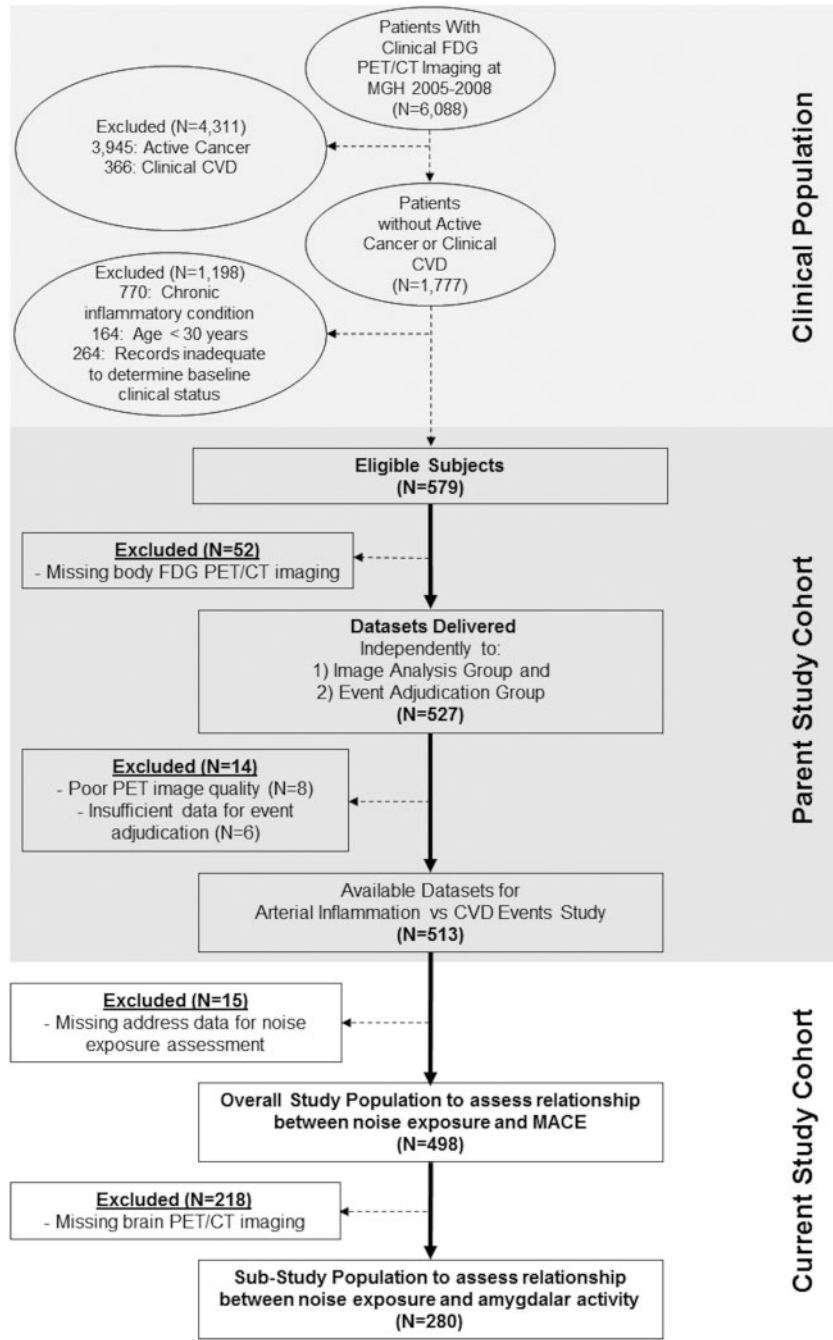 Patients With
Clinical FDG
PET/CT Imaging at
MGH 2005-2008
(N=6,088)
Excluded (N=4,311)
3,945: Active Cancer
366: Clinical CVD
Patients
without Active
Cancer or Clinical
CVD
(N=1,777)
Excluded (N=1,198)
770: Chronic
inflammatory condition
164: Age < 30 years
264: Records inadequate
to determine baseline
clinical status
Clinical Population
Eligible Subjects
(N=579)
Excluded (N=52)
- Missing body FDG PET/CT imaging
Datasets Delivered
Independently to:
1) Image Analysis Group and
2) Event Adjudication Group
(N=527)
Excluded (N=14)
- Poor PET image quality (N=8)
- Insufficient data for event
adjudication (N=6)
Available Datasets for
Arterial Inflammation vs CVD Events Study
(N=513)
Parent Study Cohort
Excluded (N=15)
- Missing address data for noise
exposure assessment
Overall Study Population to assess relationship
between noise exposure and MACE
(N=498)
Excluded (N=218)
- Missing brain PET/CT imaging
Sub-Study Population to assess relationship
between noise exposure and amygdalar activity
(N=280)
Current Study Cohort